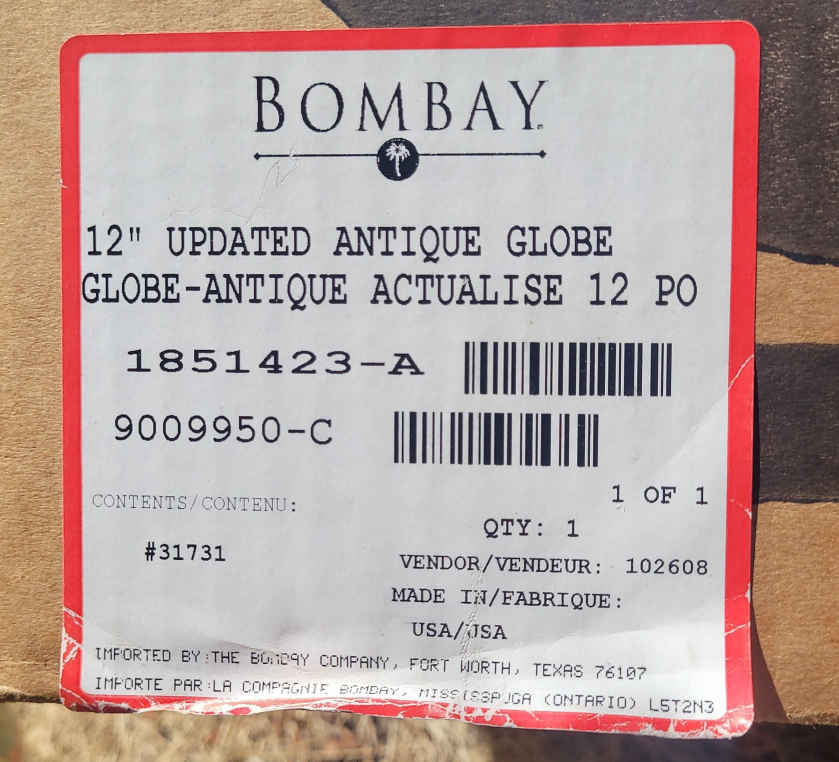 BOMBAY
12" UPDATED ANTIQUE GLOBE
GLOBE-ANTIQUE ACTUALISE 12 PO
1851423-A
9009950-C
1 OF 1
CONTENTS/CONTENU:
QTY: 1
#31731
VENDOR/VENDEUR: 102608
MADE IN/FABRIQUE:
USA/USA
IMPORTED BY:THE BOMBAY COMPANY, FORT WORTH, TEXAS 76107
IMPORTE PAR:LA COMPAGNIE BOMBAY, MISSISSPJGA (ONTARIO) L5T2N3